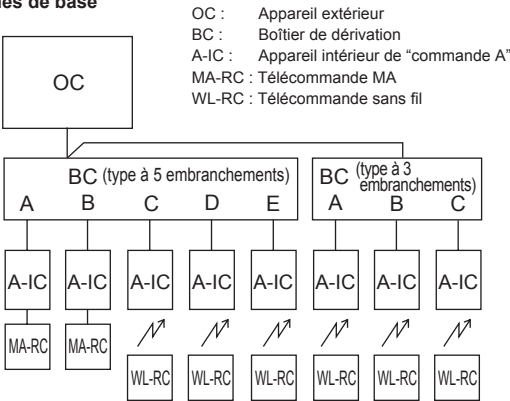 les de base
OC : Appareil extérieur
BC : Boîtier de dérivation
A-IC : Appareil intérieur de “commande A”
MA-RC : Télécommande MA
WL-RC : Télécommande sans fil
OC
BC (type à 5 embranchements)
A B C D E
BC (type à 3
embranchements)
A B C
A-IC A-IC A-IC A-IC A-IC A-IC A-IC A-IC
MA-RC MA-RC
WL-RC WL-RC WL-RC WL-RC WL-RC WL-RC